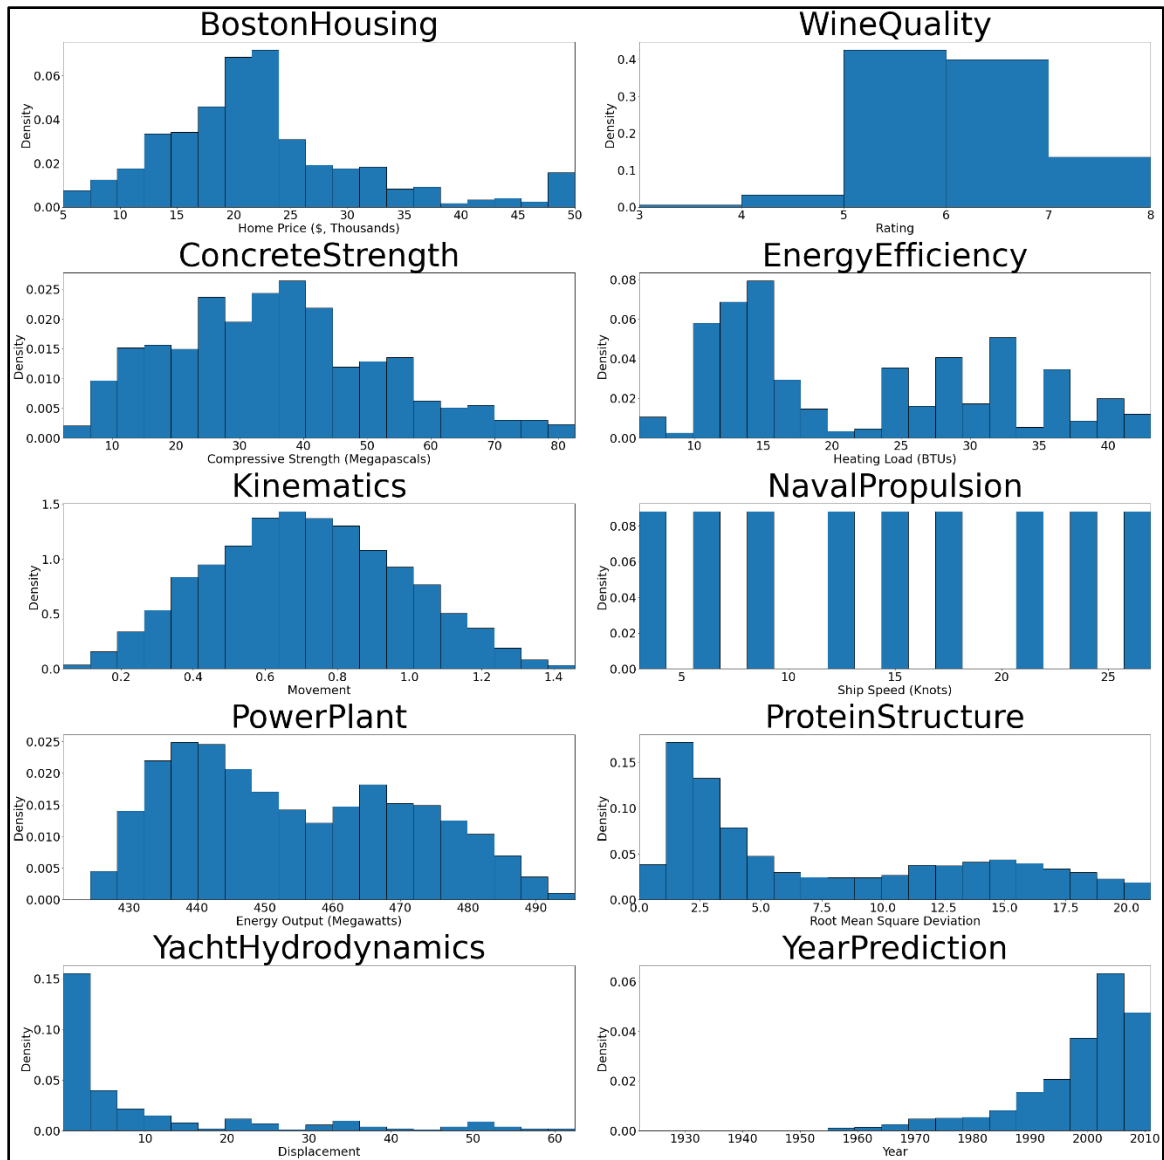 BostonHousing
0.06
0.04
0.02
0.00
Density
5 10 15 20 25 30 35 40 45 50
Home Price ($, Thousands)
WineQuality
0.4
0.3
0.2
0.1
0.0
Density
3 4 5 6 7 8
Rating
ConcreteStrength
0.025
0.020
0.015
0.010
0.005
0.000
Density
10 20 30 40 50 60 70 80
Compressive Strength (Megapascals)
EnergyEfficiency
0.08
0.06
0.04
0.02
0.00
Density
10 15 20 25 30 35 40
Heating Load (BTUs)
Kinematics
1.5
1.0
0.5
0.0
Density
0.2 0.4 0.6 0.8 1.0 1.2 1.4
Movement
NavalPropulsion
0.08
0.06
0.04
0.02
0.00
Density
5 10 15 20 25
Ship Speed (Knots)
PowerPlant
0.025
0.020
0.015
0.010
0.005
0.000
Density
430 440 450 460 470 480 490
Energy Output (Megawatts)
ProteinStructure
0.15
0.10
0.05
0.00
Density
0.0 2.5 5.0 7.5 10.0 12.5 15.0 17.5 20.0
Root Mean Square Deviation
YachtHydrodynamics
0.15
0.10
0.05
0.00
Density
10 20 30 40 50 60
Displacement
YearPrediction
0.06
0.04
0.02
0.00
Density
1930 1940 1950 1960 1970 1980 1990 2000 2010
Year